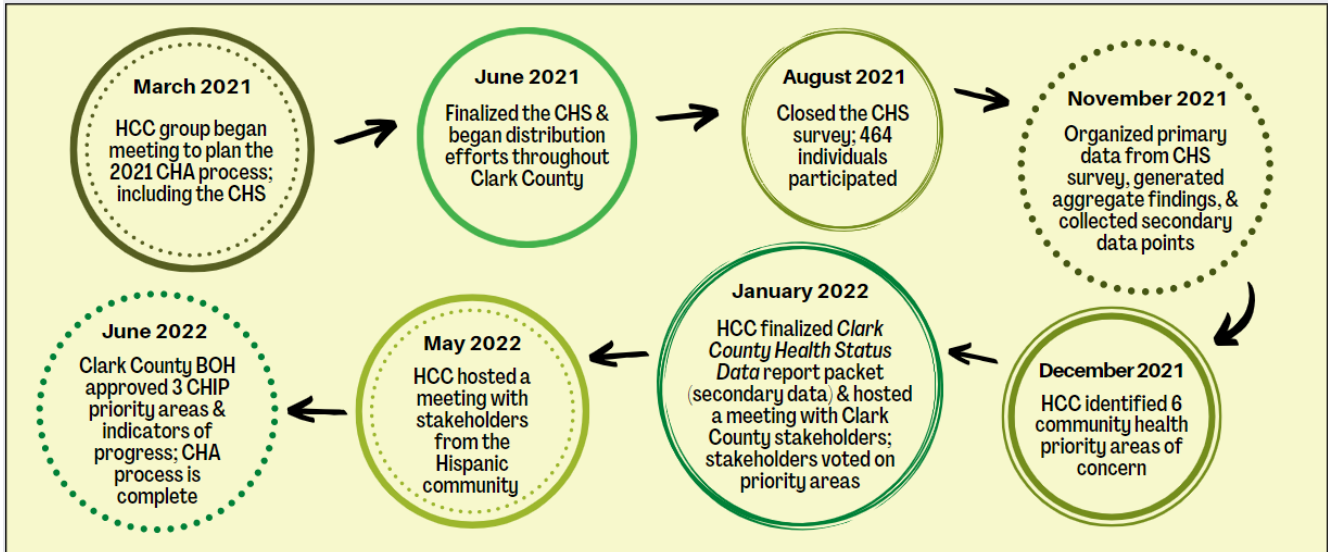 March 2021
HCC group began
meeting to plan the
2021 CHA process;
including the CHS
June 2021
Finalized the CHS &
began distribution
efforts throughout
Clark County
August 2021
Closed the CHS
survey; 464
individuals
participated
November 2021
Organized primary
data from CHS
survey, generated
aggregate findings, &
collected secondary
data points
December 2021
HCC identified 6
community health
priority areas of
concern
January 2022
HCC finalized Clark
County Health Status
Data report packet
(secondary data) & hosted
a meeting with Clark
County stakeholders;
stakeholders voted on
priority areas
May 2022
HCC hosted a
meeting with
stakeholders
from the
Hispanic
community
June 2022
Clark County BOH
approved 3 CHIP
priority areas &
indicators of
progress; CHA
process is
complete